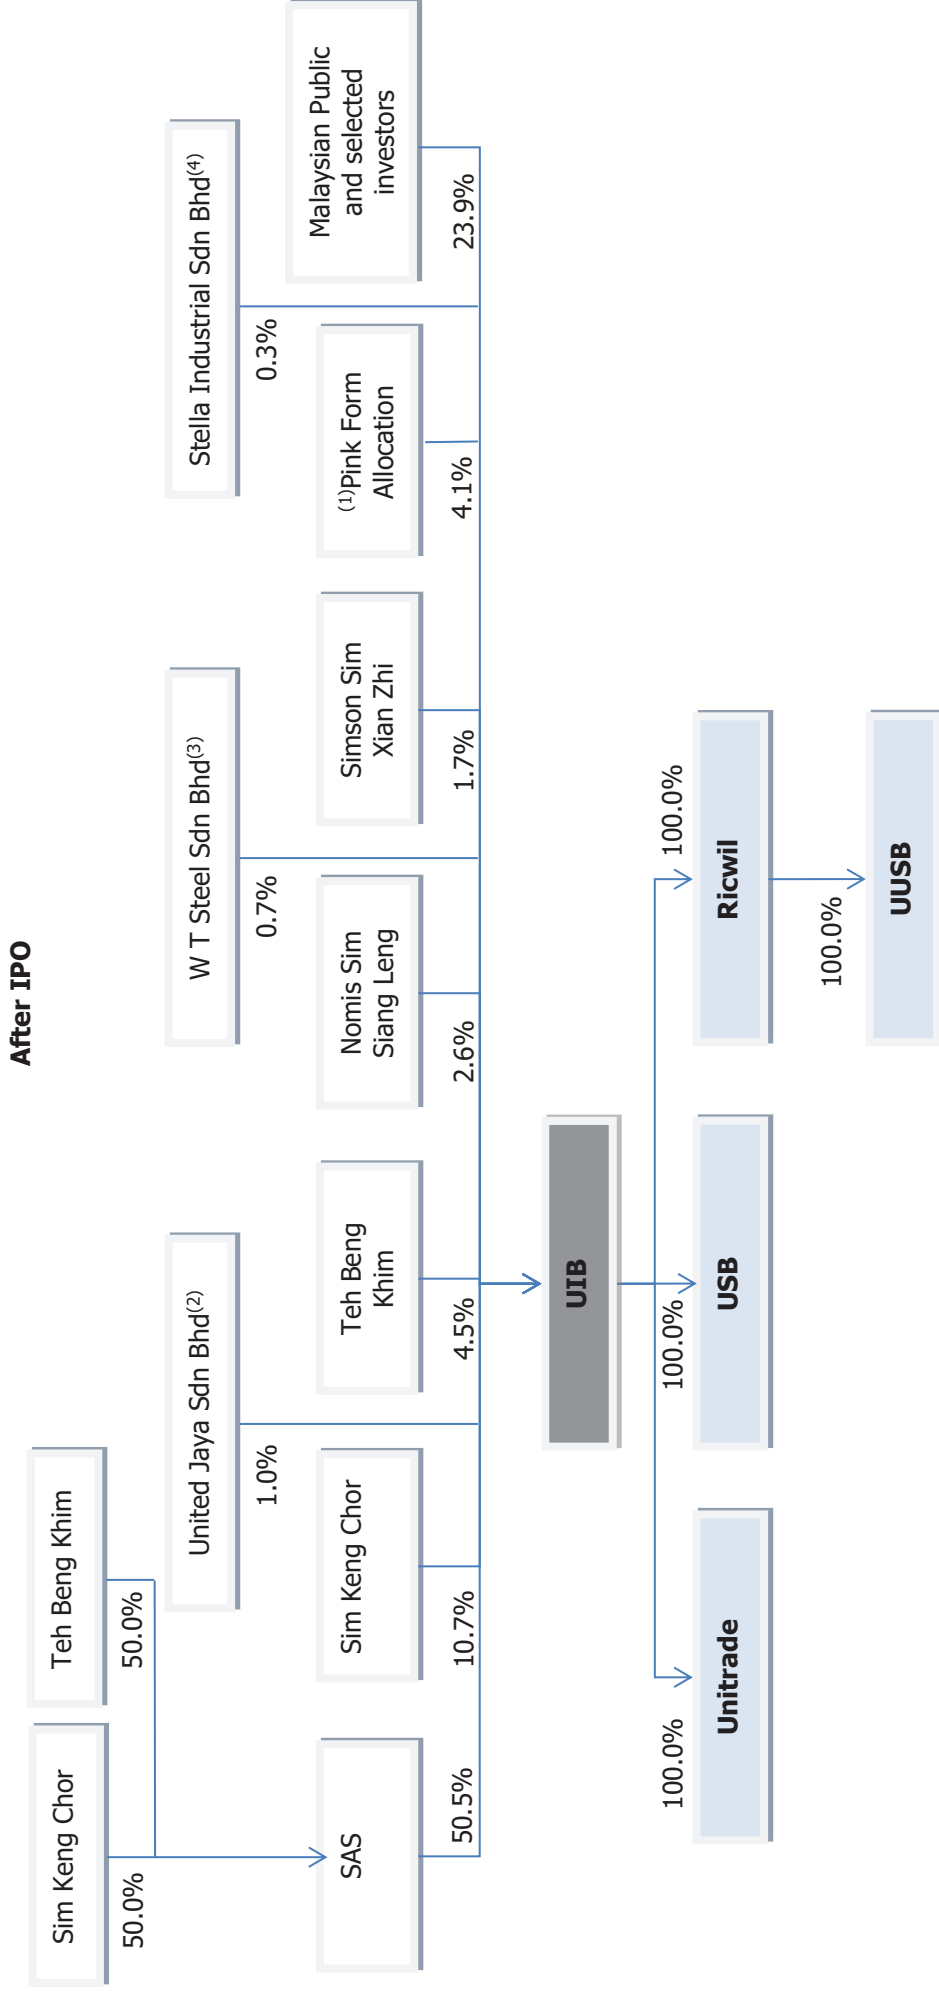 After IPO
Sim Keng Chor
Teh Beng Khim
50.0%
50.0%
United Jaya Sdn Bhd(2)
W T Steel Sdn Bhd(3)
Stella Industrial Sdn Bhd(4)
1.0%
0.7%
0.3%
SAS
Sim Keng Chor
Teh Beng
Khim
Nomis Sim
Siang Leng
Simson Sim
Xian Zhi
(1)Pink Form
Allocation
Malaysian Public
and selected
investors
50.5%
10.7%
4.5%
2.6%
1.7%
4.1%
23.9%
UIB
100.0%
100.0%
100.0%
Unitrade
USB
Ricwil
100.0%
UUSB